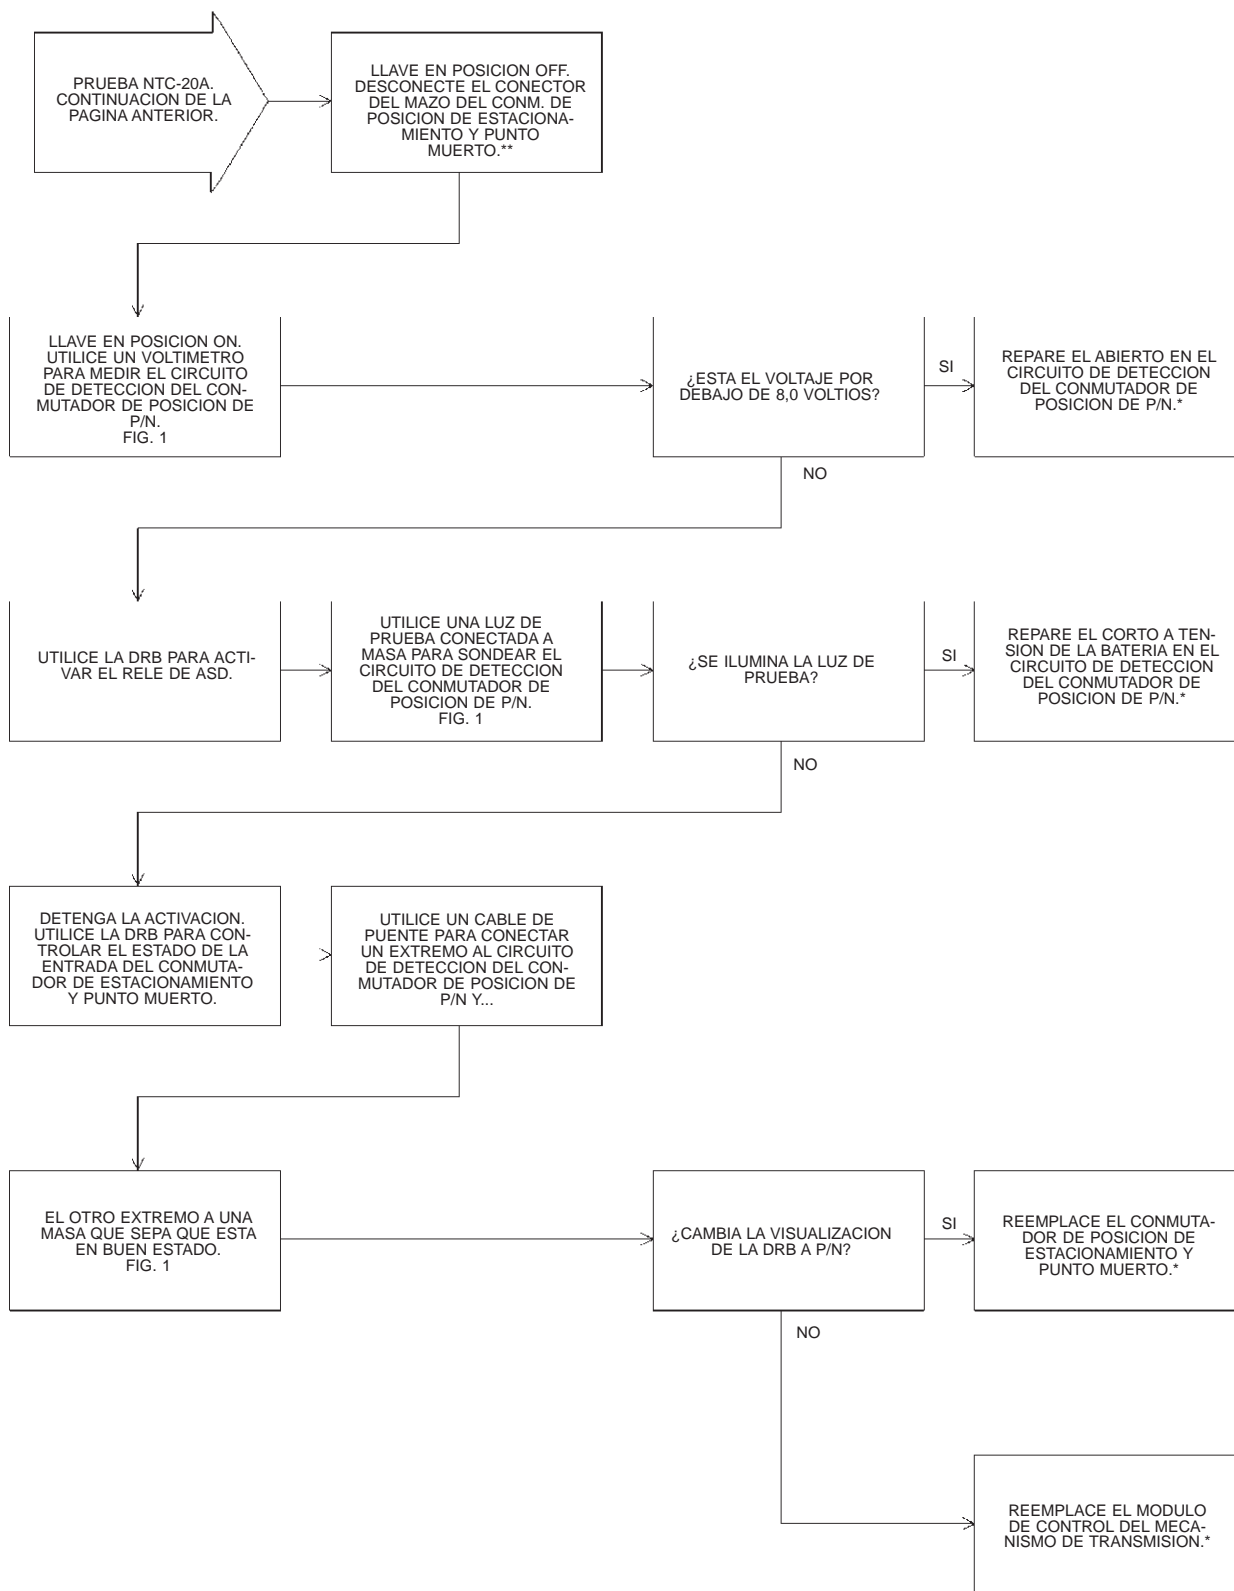 PRUEBA NTC-20A.
CONTINUACION DE LA
PAGINA ANTERIOR.
LLAVE EN POSICION OFF.
DESCONECTE EL CONECTOR
DEL MAZO DEL CONM. DE
POSICION DE ESTACIONA-
MIENTO Y PUNTO
MUERTO.**
LLAVE EN POSICION ON.
UTILICE UN VOLTIMETRO
PARA MEDIR EL CIRCUITO
DE DETECCION DEL CON-
MUTADOR DE POSICION DE
P/N.
FIG. 1
¿ESTA EL VOLTAJE POR
DEBAJO DE 8,0 VOLTIOS?
SI
REPARE EL ABIERTO EN EL
CIRCUITO DE DETECCION
DEL CONMUTADOR DE
POSICION DE P/N.*
NO
UTILICE LA DRB PARA ACTI-
VAR EL RELE DE ASD.
UTILICE UNA LUZ DE
PRUEBA CONECTADA A
MASA PARA SONDEAR EL
CIRCUITO DE DETECCION
DEL CONMUTADOR DE
POSICION DE P/N.
FIG. 1
¿SE ILUMINA LA LUZ DE
PRUEBA?
SI
REPARE EL CORTO A TEN-
SION DE LA BATERIA EN EL
CIRCUITO DE DETECCION
DEL CONMUTADOR DE
POSICION DE P/N.*
NO
DETENGA LA ACTIVACION.
UTILICE LA DRB PARA CON-
TROLAR EL ESTADO DE LA
ENTRADA DEL CONMUTA-
DOR DE ESTACIONAMIENTO
Y PUNTO MUERTO.
UTILICE UN CABLE DE
PUENTE PARA CONECTAR
UN EXTREMO AL CIRCUITO
DE DETECCION DEL CON-
MUTADOR DE POSICION DE
P/N Y...
EL OTRO EXTREMO A UNA
MASA QUE SEPA QUE ESTA
EN BUEN ESTADO.
FIG. 1
¿CAMBIA LA VISUALIZACION
DE LA DRB A P/N?
SI
REEMPLACE EL CONMUTA-
DOR DE POSICION DE
ESTACIONAMIENTO Y
PUNTO MUERTO.*
NO
REEMPLACE EL MODULO
DE CONTROL DEL MECA-
NISMO DE TRANSMISION.*